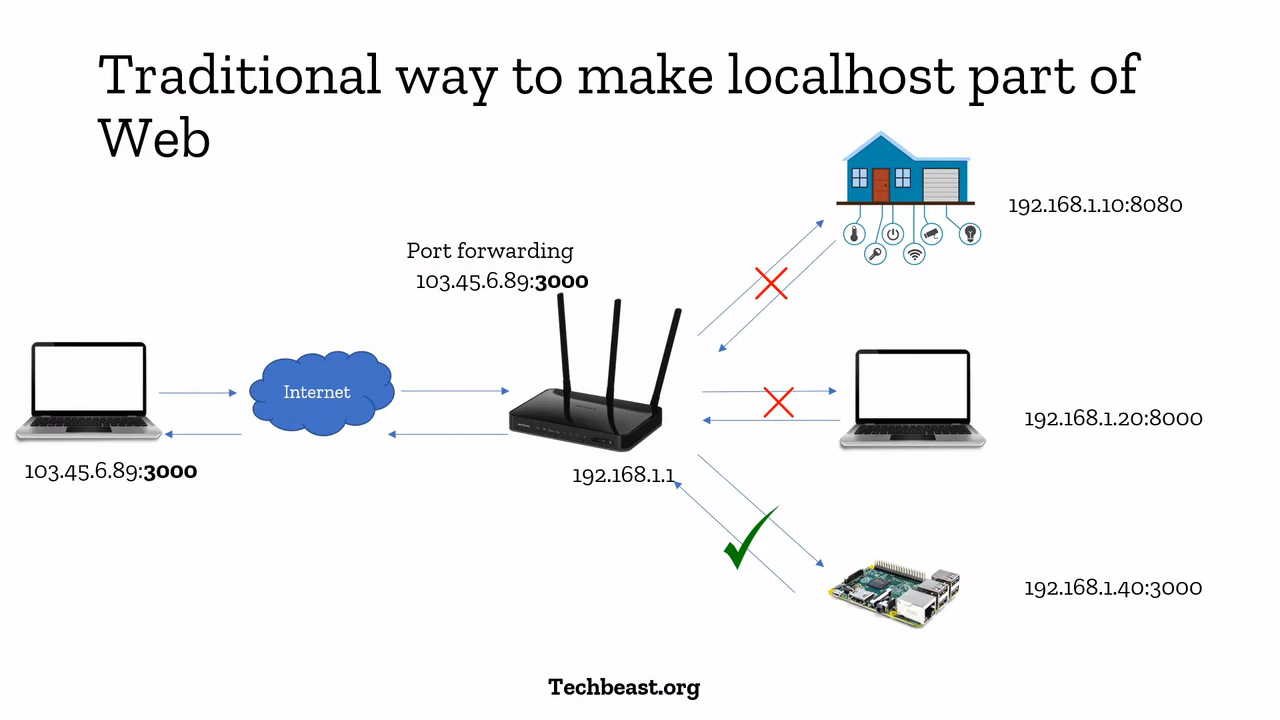 Traditional way to make localhost part of
Web
192.168.1.10:8080
Port forwarding
103.45.6.89:3000
Internet
192.168.1.20:8000
103.45.6.89:3000
192.168.1.1
192.168.1.40:3000
Techbeast.org